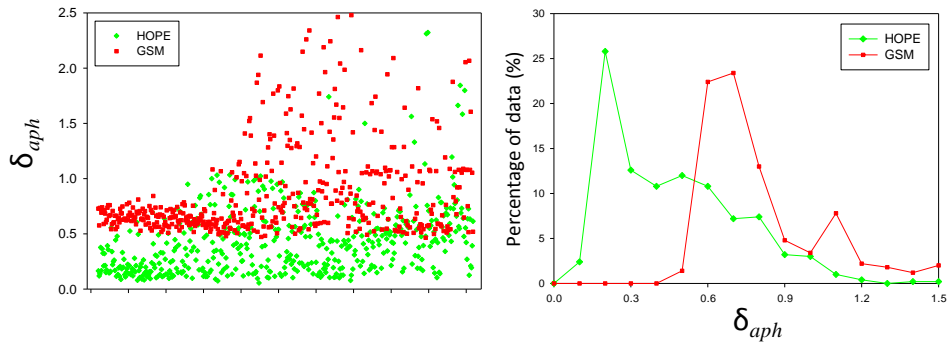 2.5
2.0
1.5
1.0
0.5
0.0
δaph
HOPE
GSM
30
25
20
15
10
5
0
Percentage of data (%)
HOPE
GSM
0.0 0.3 0.6 0.9 1.2 1.5
δaph